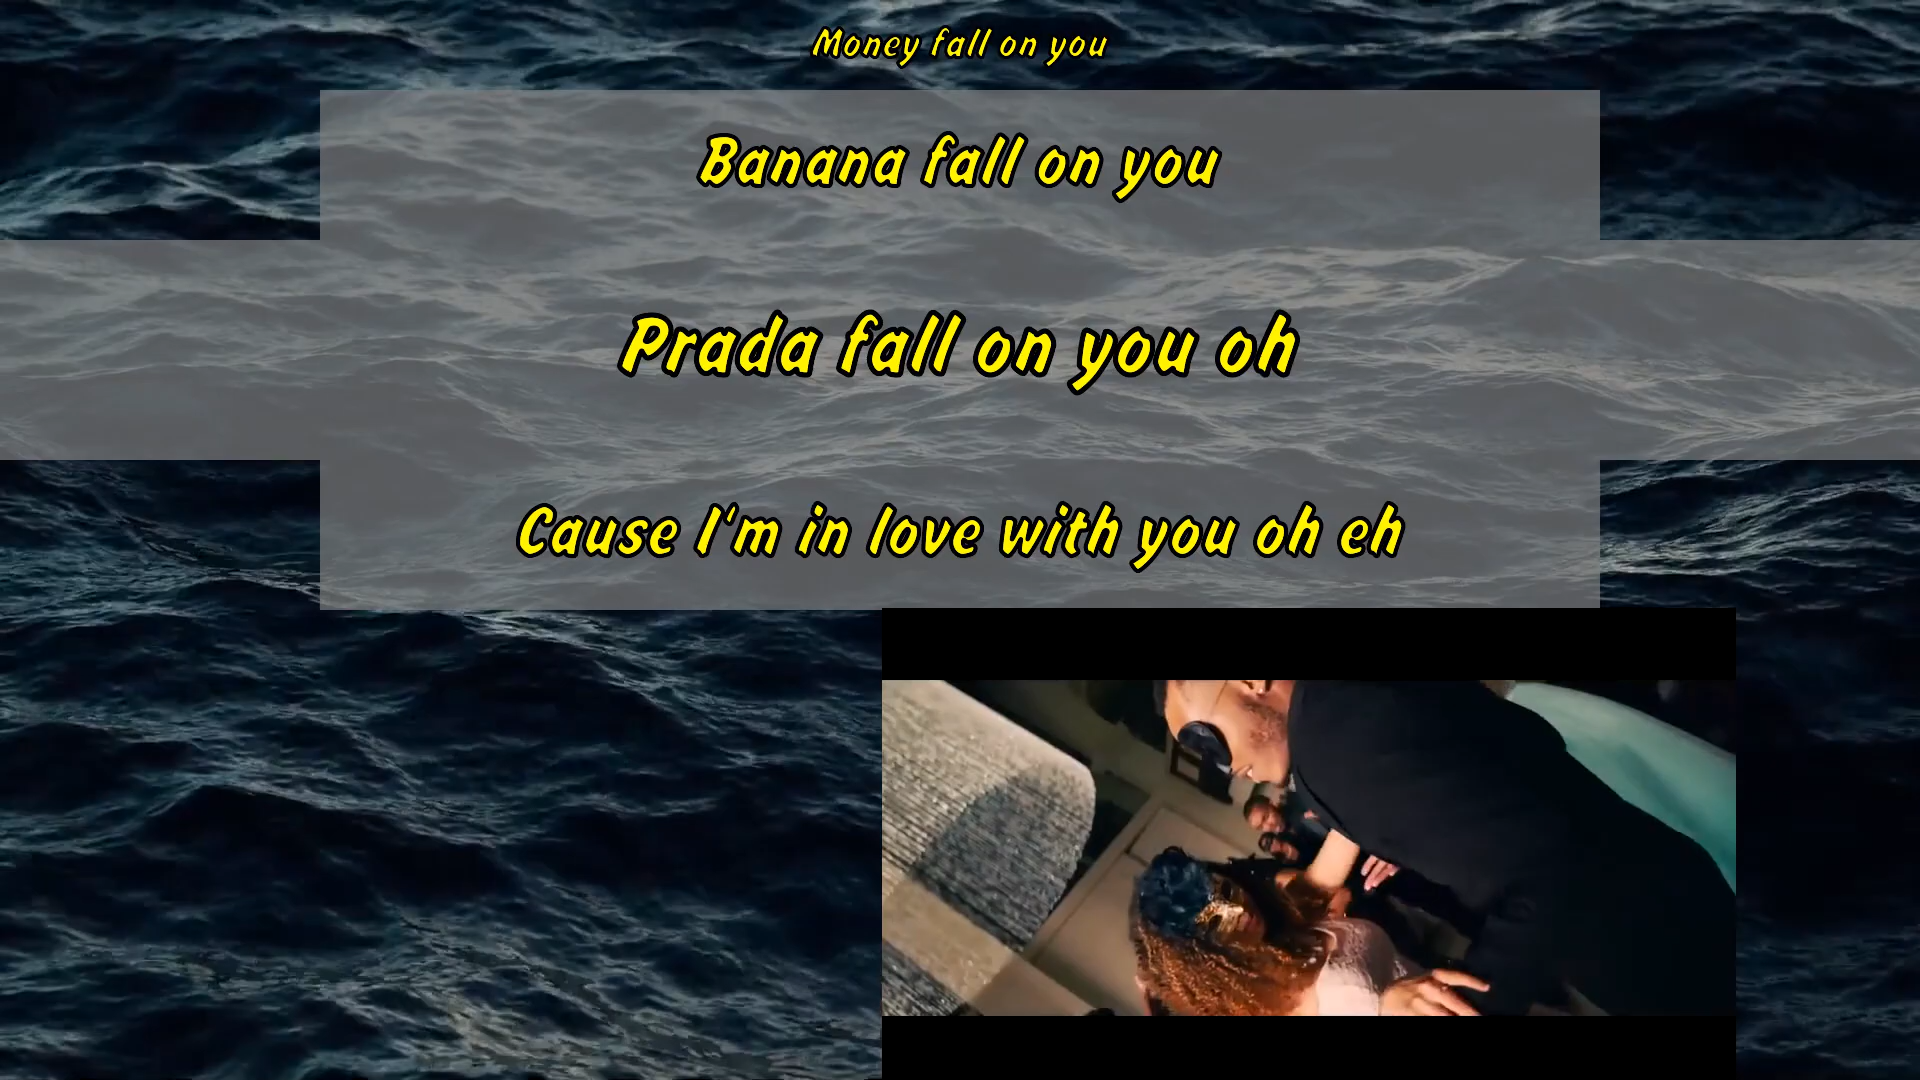 Money fall on you
Banana fall on you
Prada fall on you oh
Cause I'm in love with you oh eh